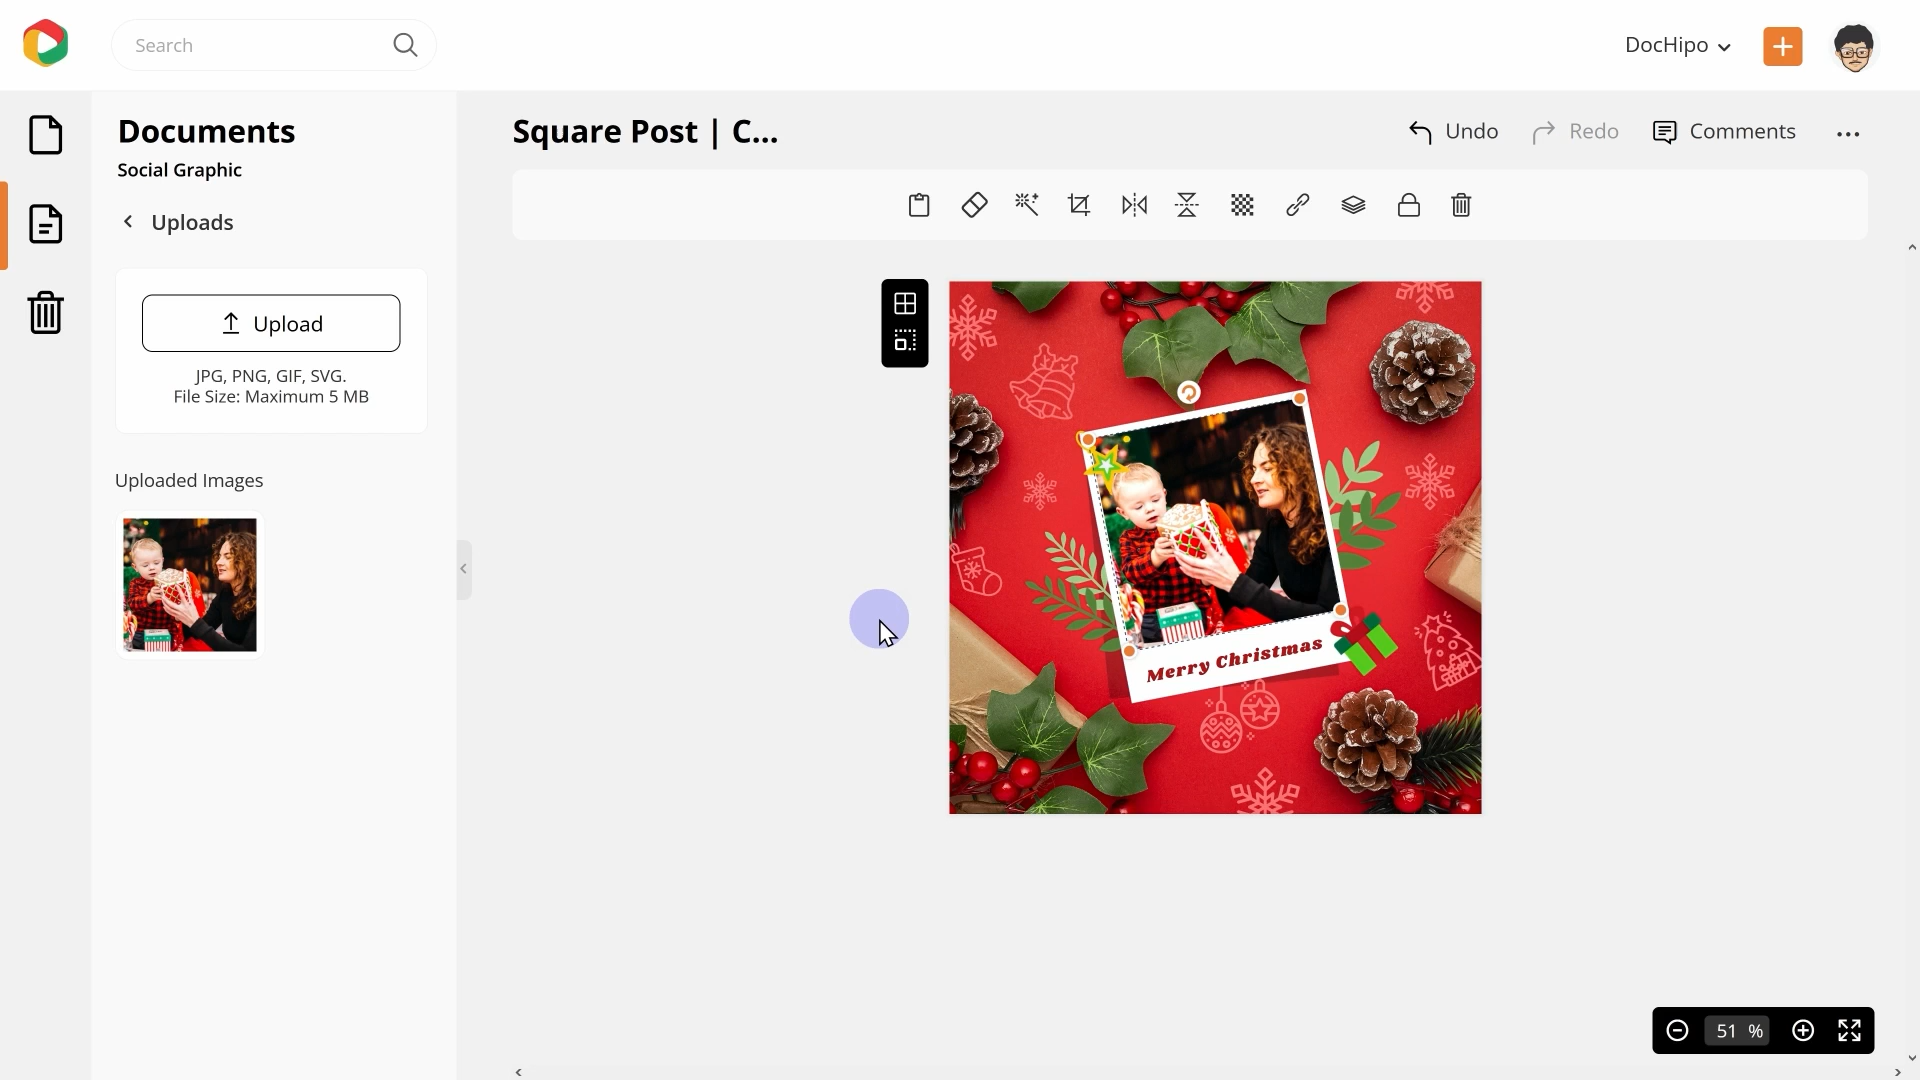 Search
DocHipo
Documents
Social Graphic
Uploads
Upload
JPG, PNG, GIF, SVG.
File Size: Maximum 5 MB
Uploaded Images
Square Post | C...
Undo
Redo
Comments
Merry Christmas
51 %